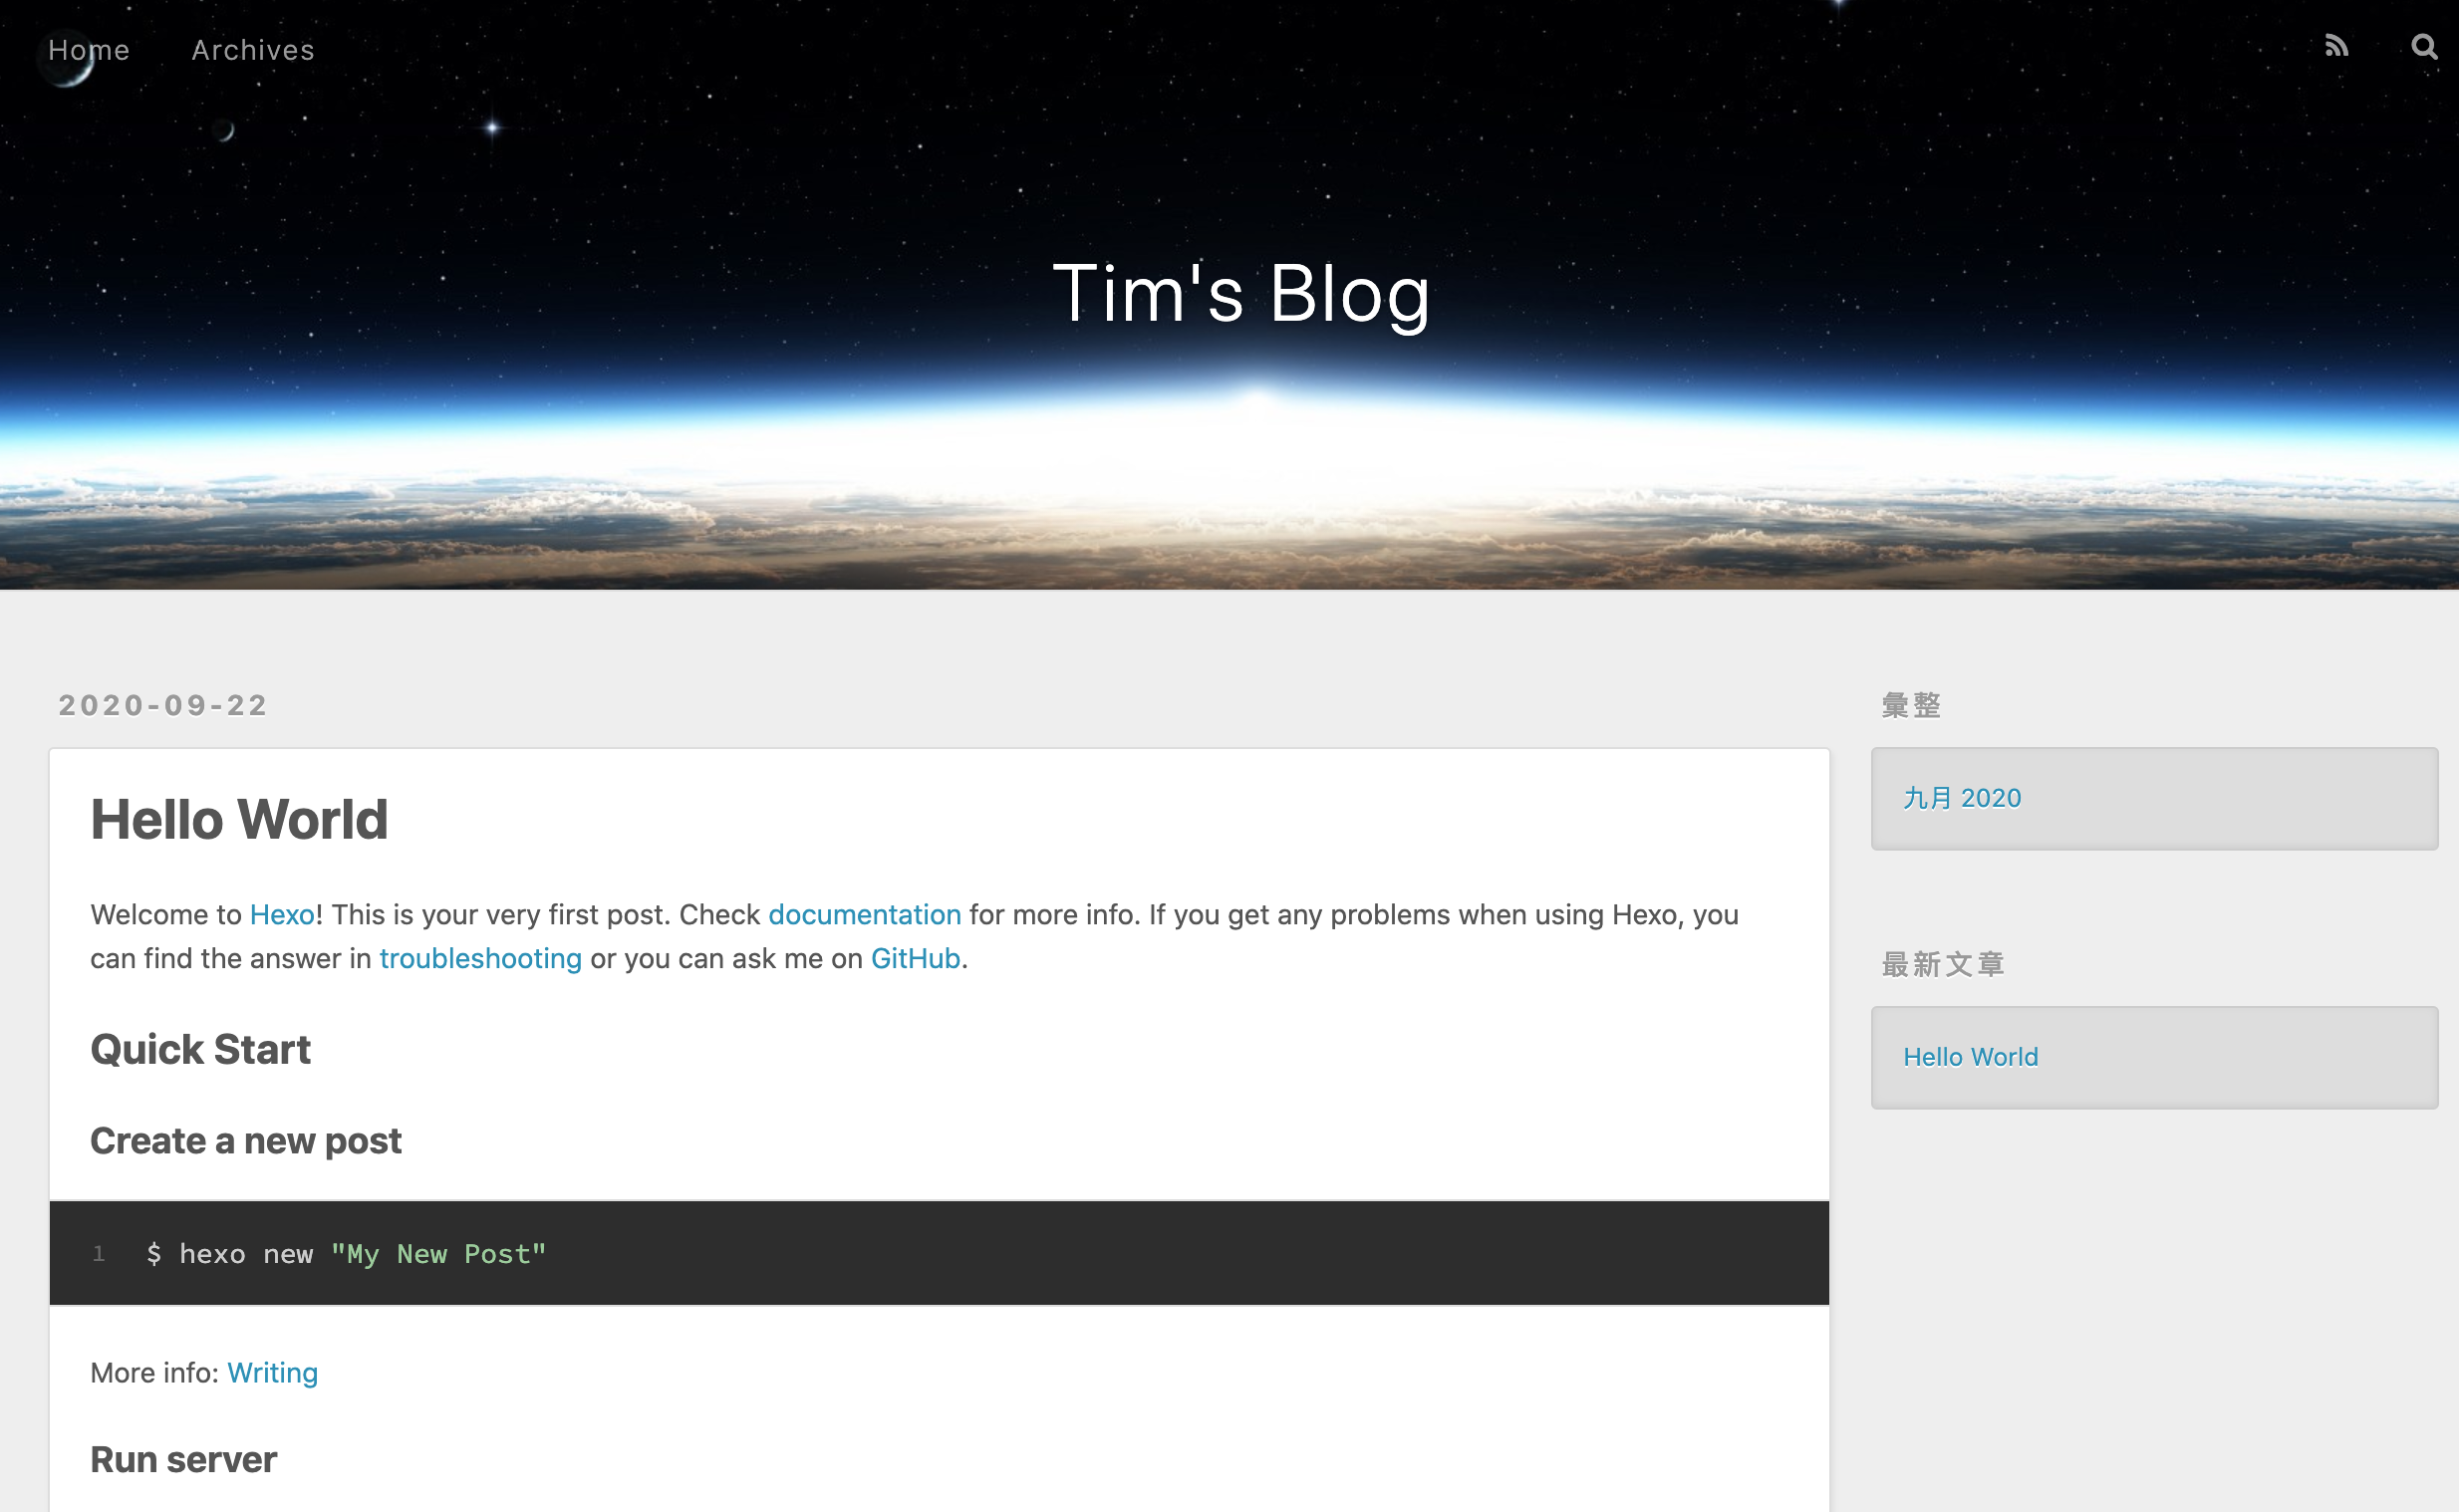 Home
Archives
Tim's Blog
2020-09-22
Hello World
Welcome to Hexo! This is your very first post. Check documentation for more info. If you get any problems when using Hexo, you
can find the answer in troubleshooting or you can ask me on GitHub.
Quick Start
Create a new post
1 $ hexo new "My New Post"
More info: Writing
Run server
彙整
九月 2020
最新文章
Hello World